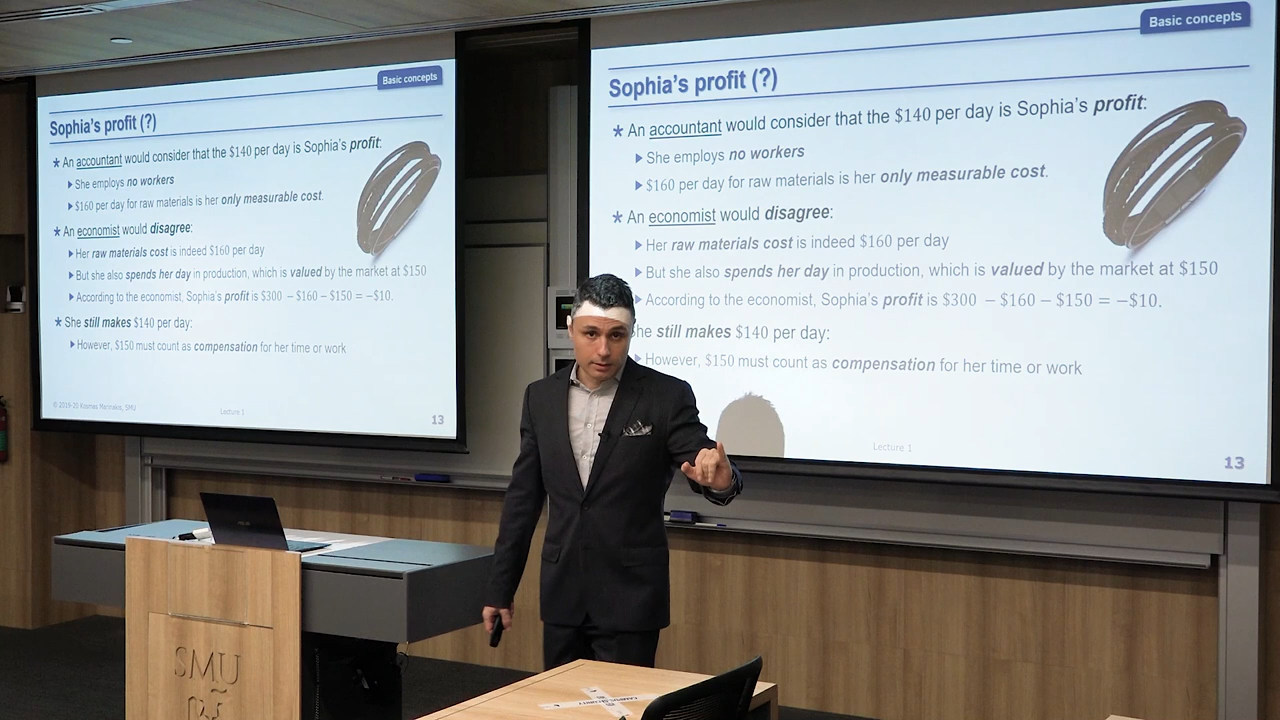 Basic concepts
Sophia's profit (?)
* An accountant would consider that the $140 per day is Sophia's profit:
She employs no workers
$160 per day for raw materials is her only measurable cost.
* An economist would disagree:
Her raw materials cost is indeed $160 per day
But she also spends her day in production, which is valued by the market at $150
According to the economist, Sophia's profit is $300 − $160 − $150 = −$10.
* She still makes $140 per day:
However, $150 must count as compensation for her time or work
© 2019-20 Kosmas Marinakis, SMU
Lecture 1
13
Basic concepts
Sophia's profit (?)
* An accountant would consider that the $140 per day is Sophia's profit:
She employs no workers
$160 per day for raw materials is her only measurable cost.
* An economist would disagree:
Her raw materials cost is indeed $160 per day
But she also spends her day in production, which is valued by the market at $150
According to the economist, Sophia's profit is $300 − $160 − $150 = −$10.
he still makes $140 per day:
However, $150 must count as compensation for her time or work
Lecture 1
13
SMU